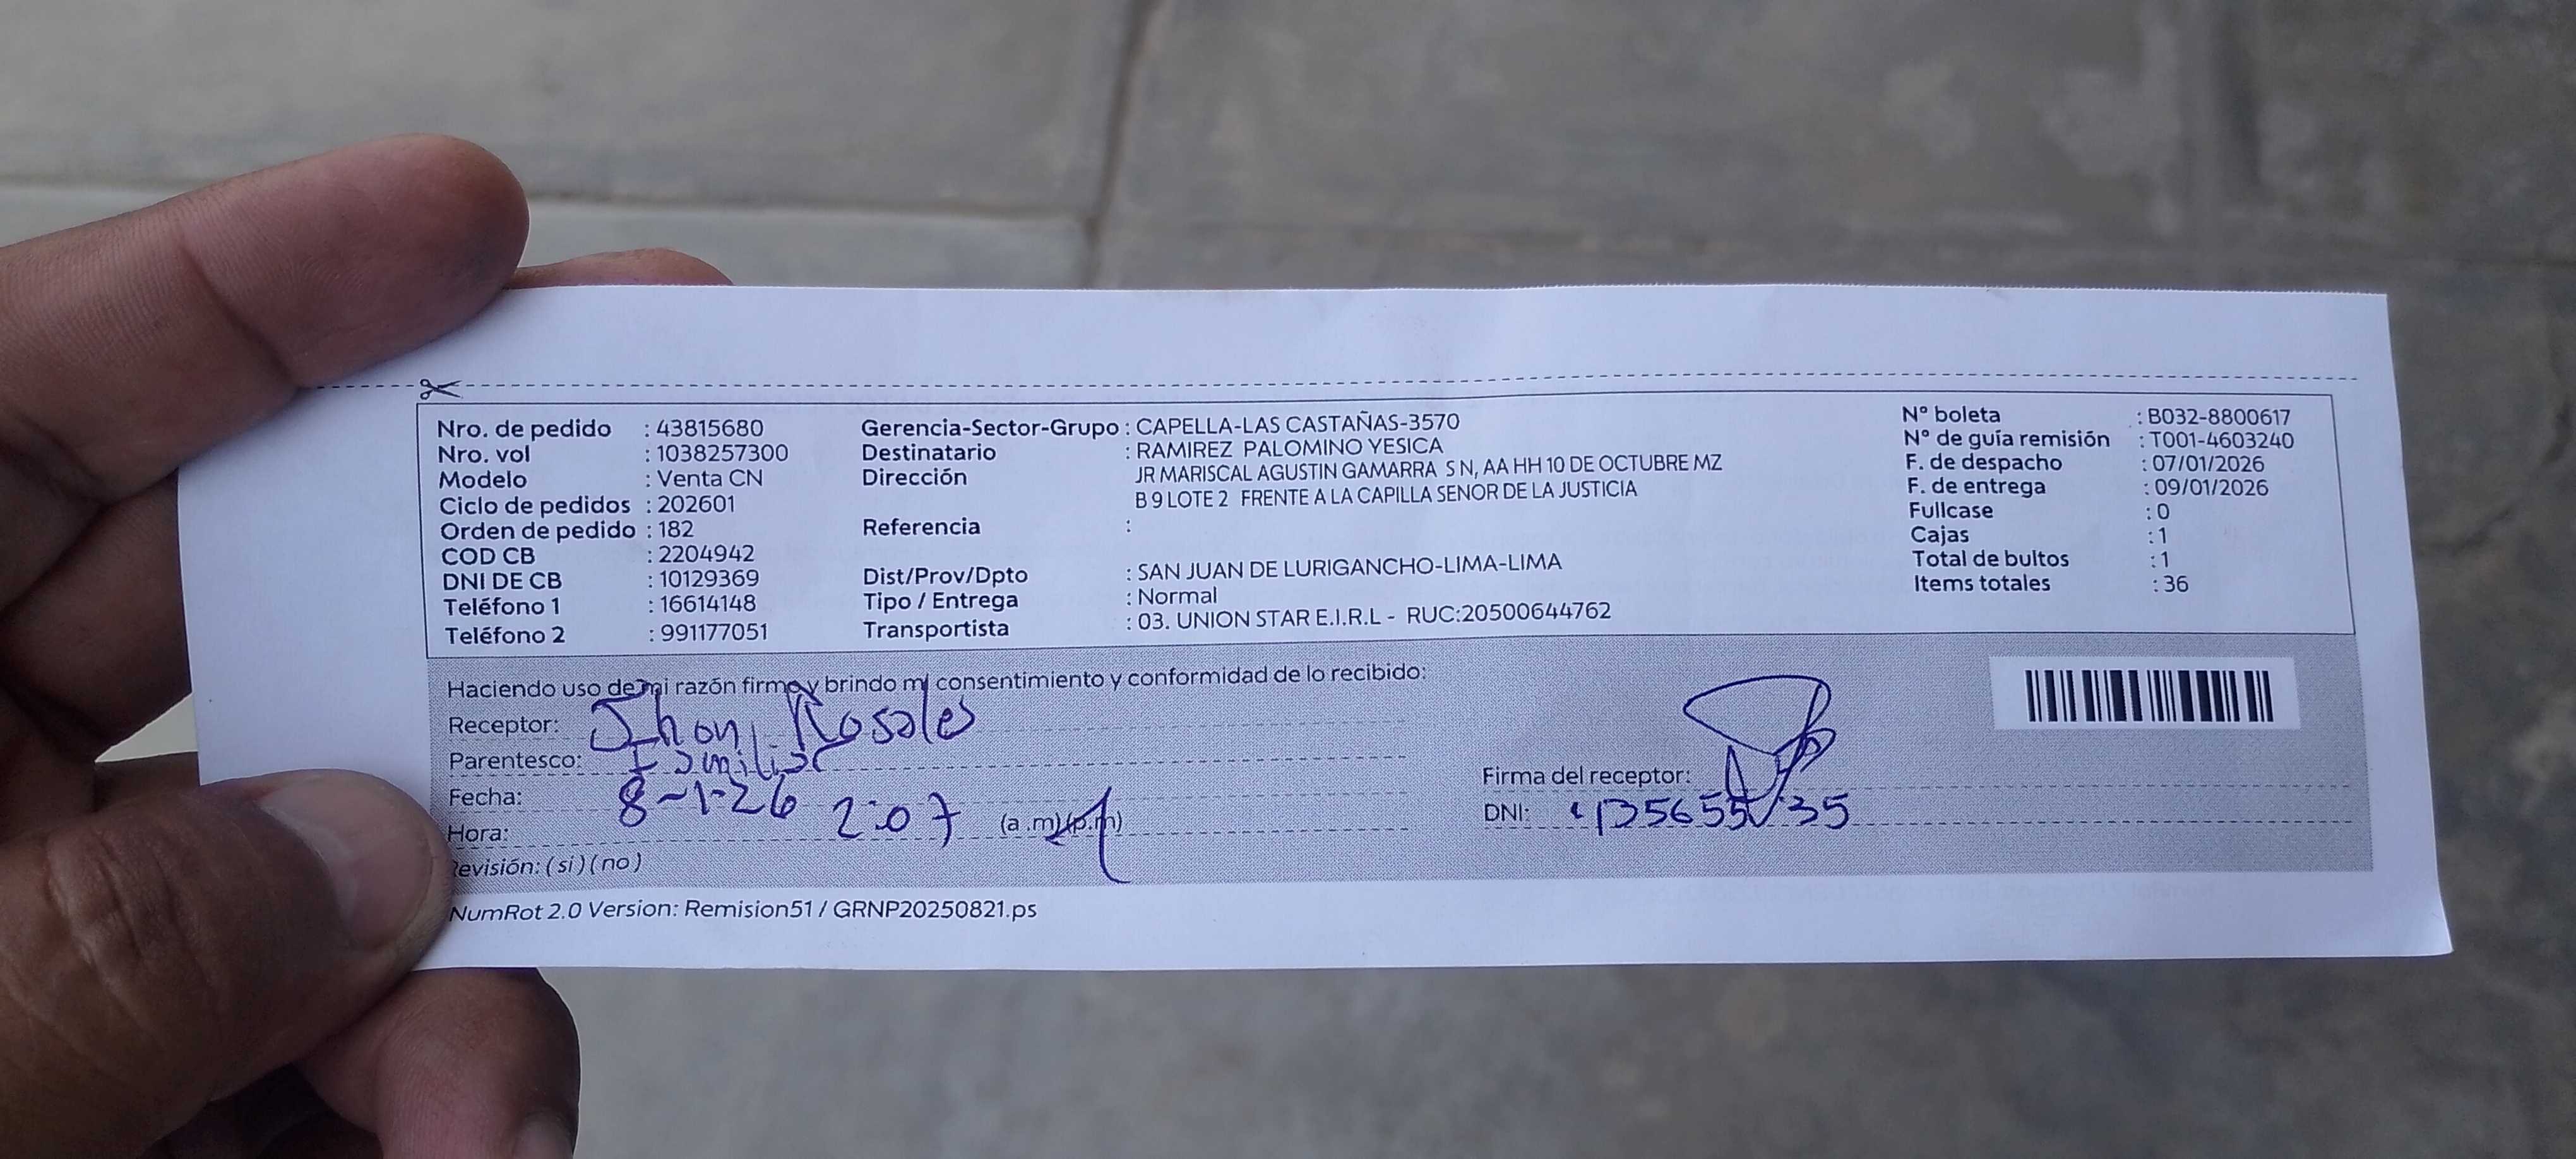 Nro. de pedido : 43815680
Nro. vol : 1038257300
Modelo : Venta CN
Ciclo de pedidos : 202601
Orden de pedido : 182
COD CB : 2204942
DNI DE CB : 10129369
Teléfono 1 : 16614148
Teléfono 2 : 991177051
Gerencia-Sector-Grupo : CAPELLA-LAS CASTAÑAS-3570
Destinatario : RAMIREZ PALOMINO YESICA
Dirección JR MARISCAL AGUSTIN GAMARRA S N, AA HH 10 DE OCTUBRE MZ
B 9 LOTE 2 FRENTE A LA CAPILLA SENOR DE LA JUSTICIA
Referencia :
Dist/Prov/Dpto : SAN JUAN DE LURIGANCHO-LIMA-LIMA
Tipo / Entrega : Normal
Transportista : 03. UNION STAR E.I.R.L - RUC:20500644762
N° boleta : B032-8800617
N° de guía remisión : T001-4603240
F. de despacho : 07/01/2026
F. de entrega : 09/01/2026
Fullcase : 0
Cajas : 1
Total de bultos : 1
Items totales : 36
Haciendo uso de mi razón firmo y brindo mi consentimiento y conformidad de lo recibido:
Receptor: Jhon Rosales
Parentesco: Familiar
Fecha: 8-1-26
Hora: 2:07 (a.m) (p.m)
Revisión: (si) (no)
Firma del receptor:
DNI:
NumRot 2.0 Version: Remision51 / GRNP20250821.ps